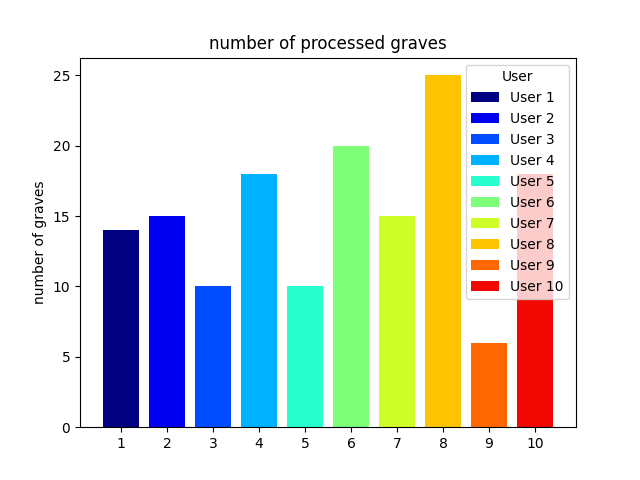 number of processed graves
25
20
15
10
5
0
number of graves
User
User 1
User 2
User 3
User 4
User 5
User 6
User 7
User 8
User 9
User 10
1 2 3 4 5 6 7 8 9 10